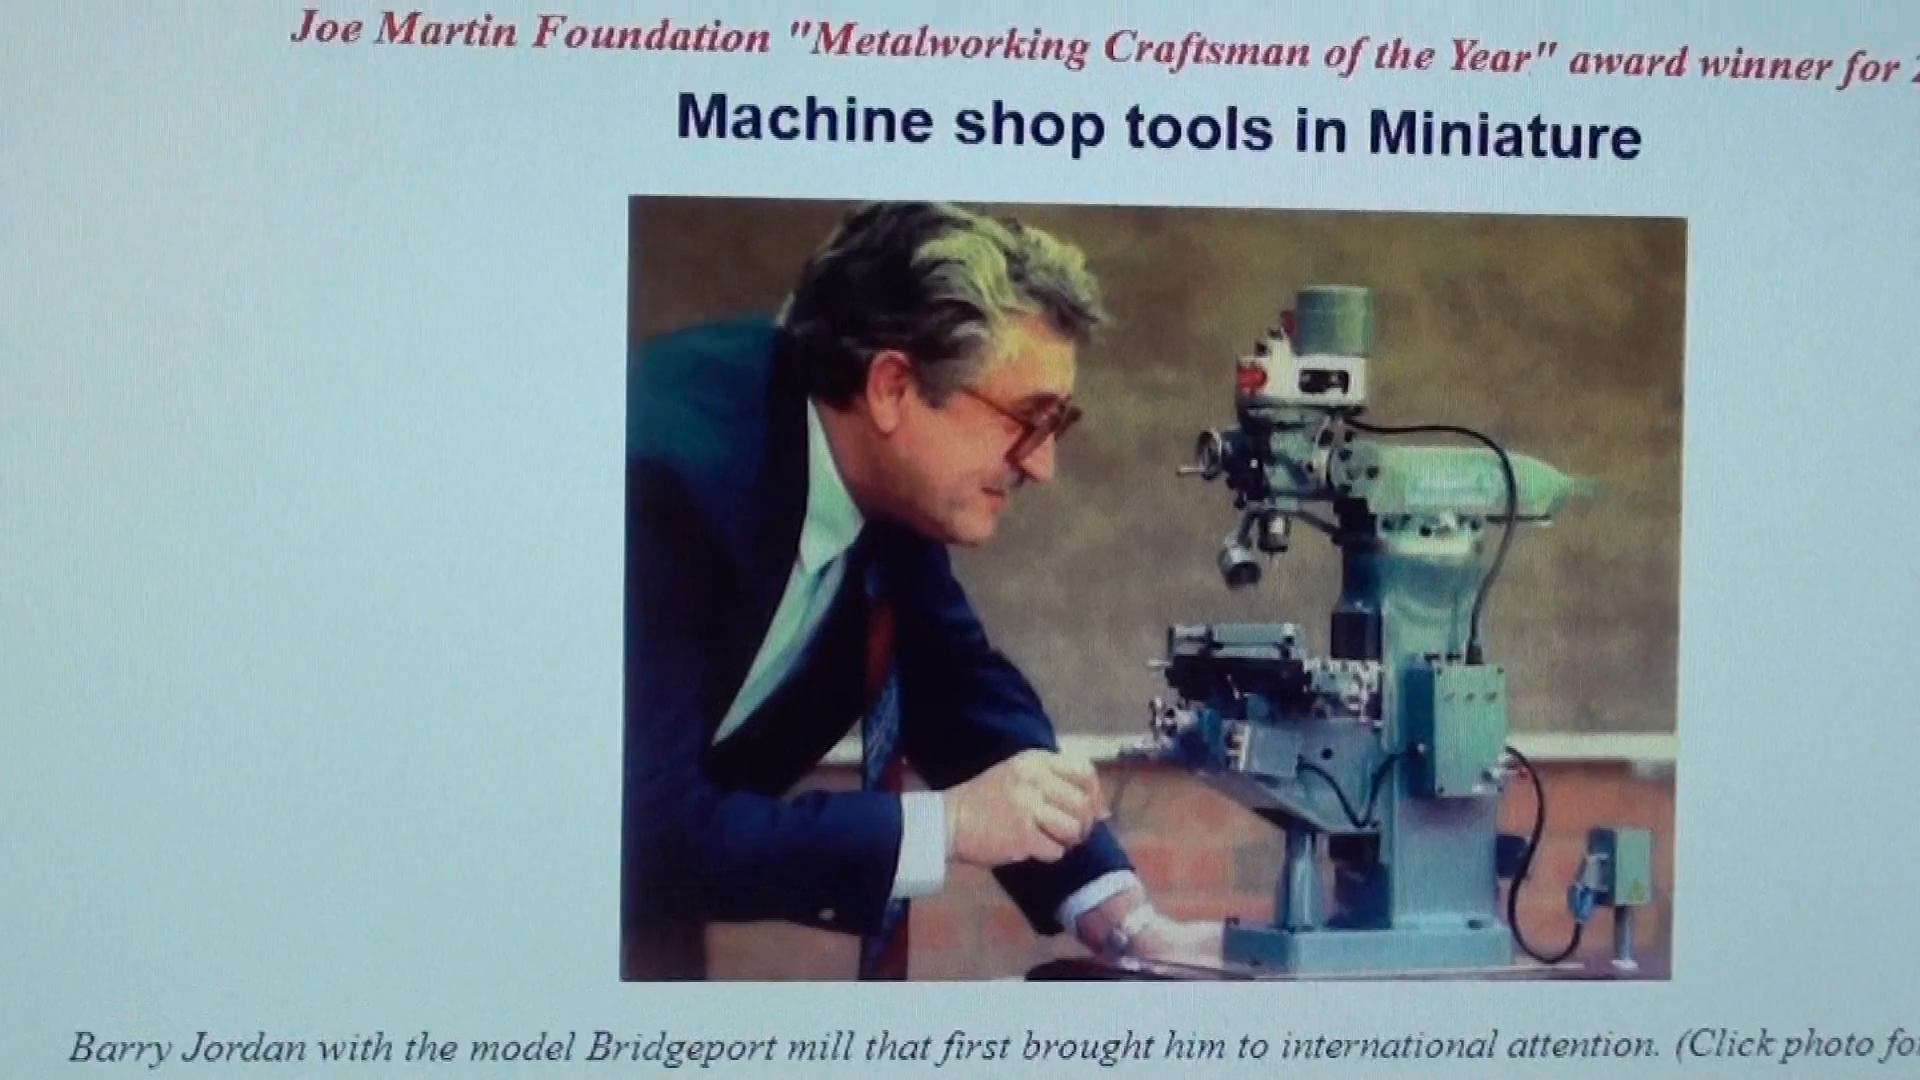 Joe Martin Foundation "Metalworking Craftsman of the Year" award winner for
Machine shop tools in Miniature
Barry Jordan with the model Bridgeport mill that first brought him to international attention. (Click photo for